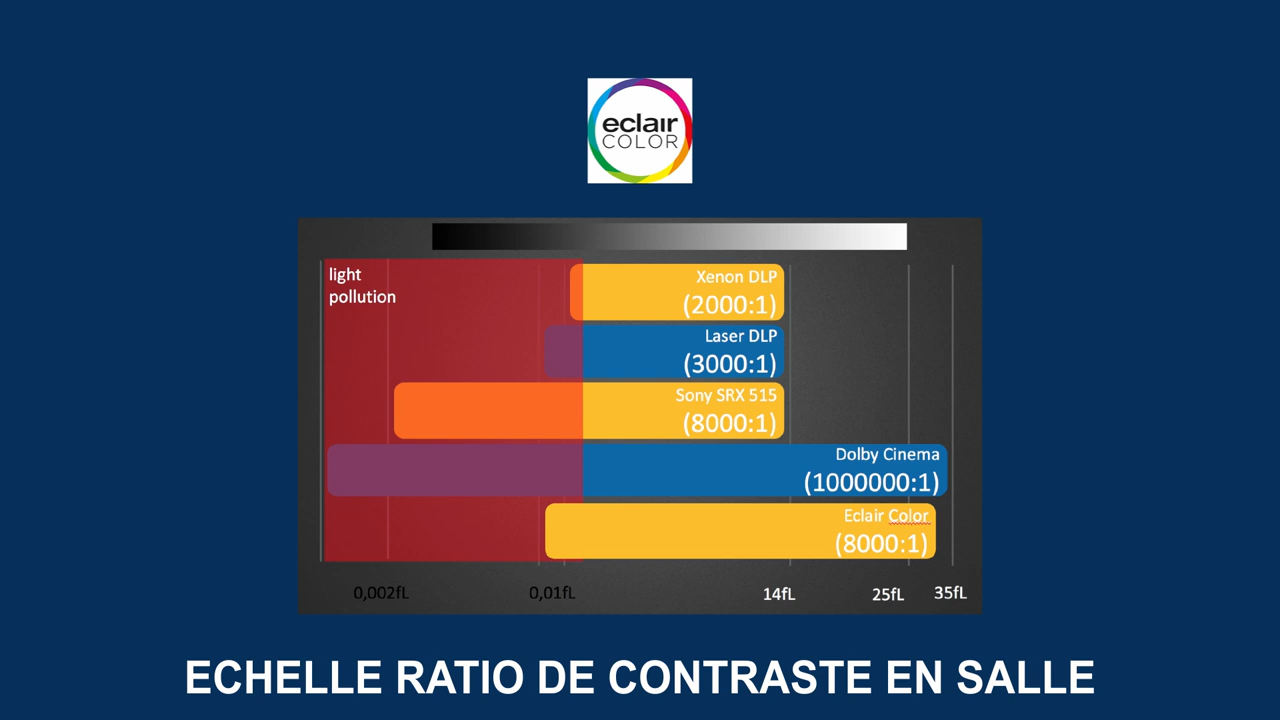 eclair
COLOR
light
pollution
Xenon DLP
(2000:1)
Laser DLP
(3000:1)
Sony SRX 515
(8000:1)
Dolby Cinema
(1000000:1)
Eclair Color
(8000:1)
0,002fL 0,01fL 14fL 25fL 35fL
ECHELLE RATIO DE CONTRASTE EN SALLE